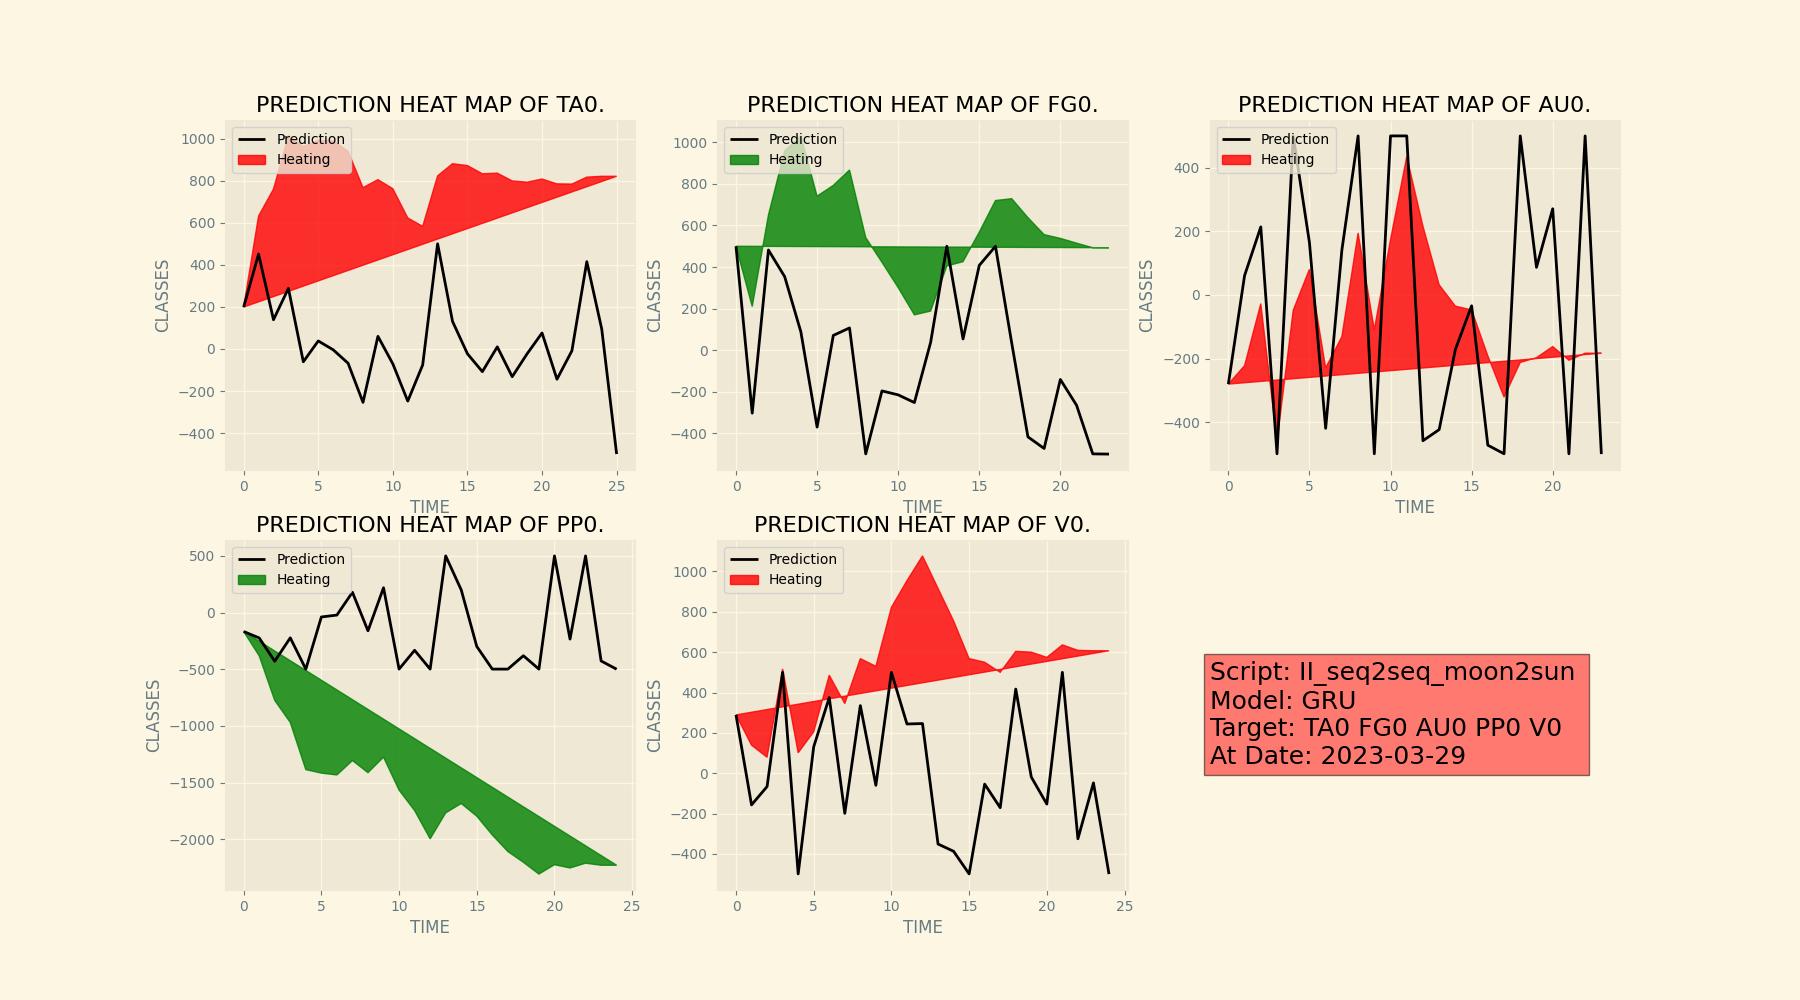 PREDICTION HEAT MAP OF TA0.
Prediction
Heating
1000
800
600
400
200
0
−200
−400
CLASSES
0 5 10 15 20 25
TIME
PREDICTION HEAT MAP OF FG0.
Prediction
Heating
1000
800
600
400
200
0
−200
−400
CLASSES
0 5 10 15 20
TIME
PREDICTION HEAT MAP OF AU0.
Prediction
Heating
400
200
0
−200
−400
CLASSES
0 5 10 15 20
TIME
PREDICTION HEAT MAP OF PP0.
Prediction
Heating
500
0
−500
−1000
−1500
−2000
CLASSES
0 5 10 15 20 25
TIME
PREDICTION HEAT MAP OF V0.
Prediction
Heating
1000
800
600
400
200
0
−200
−400
CLASSES
0 5 10 15 20 25
TIME
Script: II_seq2seq_moon2sun
Model: GRU
Target: TA0 FG0 AU0 PP0 V0
At Date: 2023-03-29